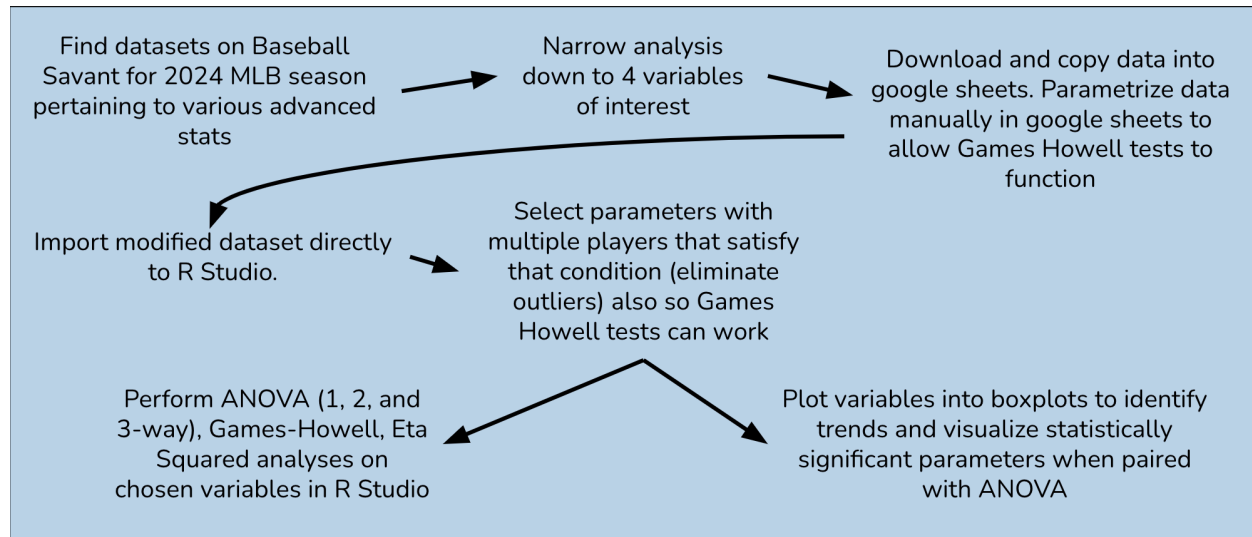 Find datasets on Baseball
Savant for 2024 MLB season
pertaining to various advanced
stats
Narrow analysis
down to 4 variables
of interest
Download and copy data into
google sheets. Parametrize data
manually in google sheets to
allow Games Howell tests to
function
Import modified dataset directly
to R Studio.
Select parameters with
multiple players that satisfy
that condition (eliminate
outliers) also so Games
Howell tests can work
Perform ANOVA (1, 2, and
3-way), Games-Howell, Eta
Squared analyses on
chosen variables in R Studio
Plot variables into boxplots to identify
trends and visualize statistically
significant parameters when paired
with ANOVA